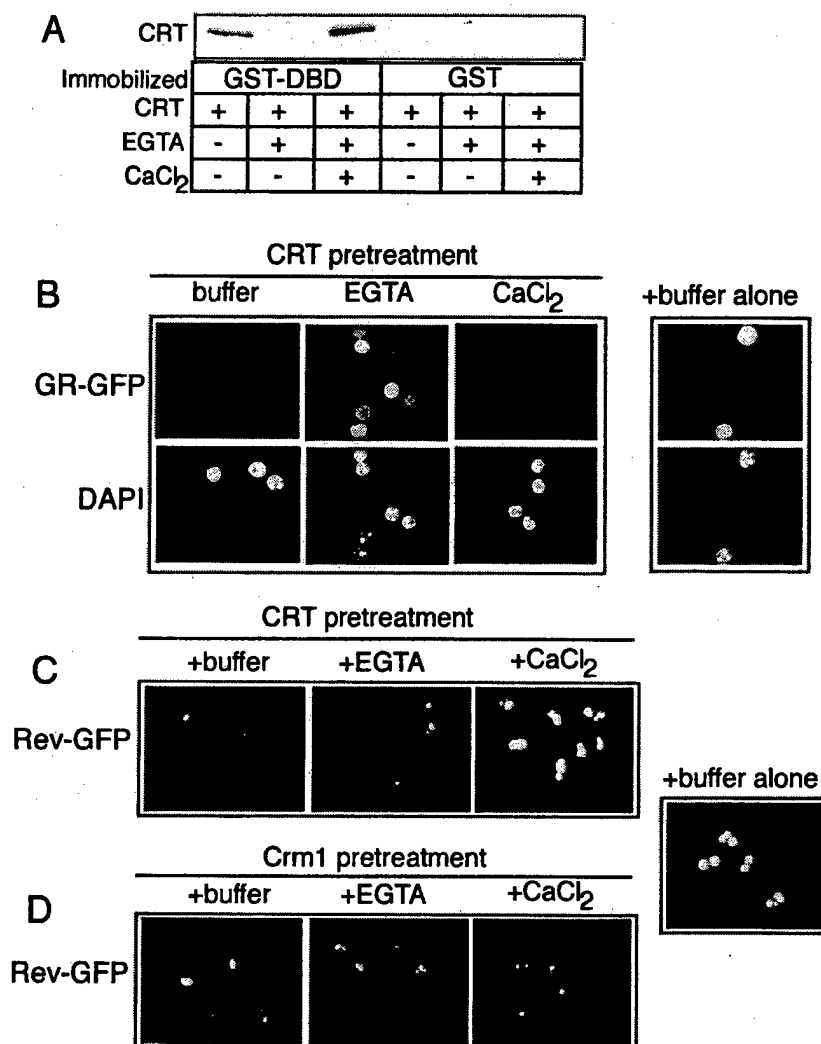 A
CRT
Immobilized GST-DBD GST
CRT + + + + + +
EGTA - + + - + +
CaCl2 - - + - - +
CRT pretreatment
B
buffer EGTA CaCl2 +buffer alone
GR-GFP
DAPI
CRT pretreatment
C
+buffer +EGTA +CaCl2
Rev-GFP
+buffer alone
Crm1 pretreatment
D
+buffer +EGTA +CaCl2
Rev-GFP